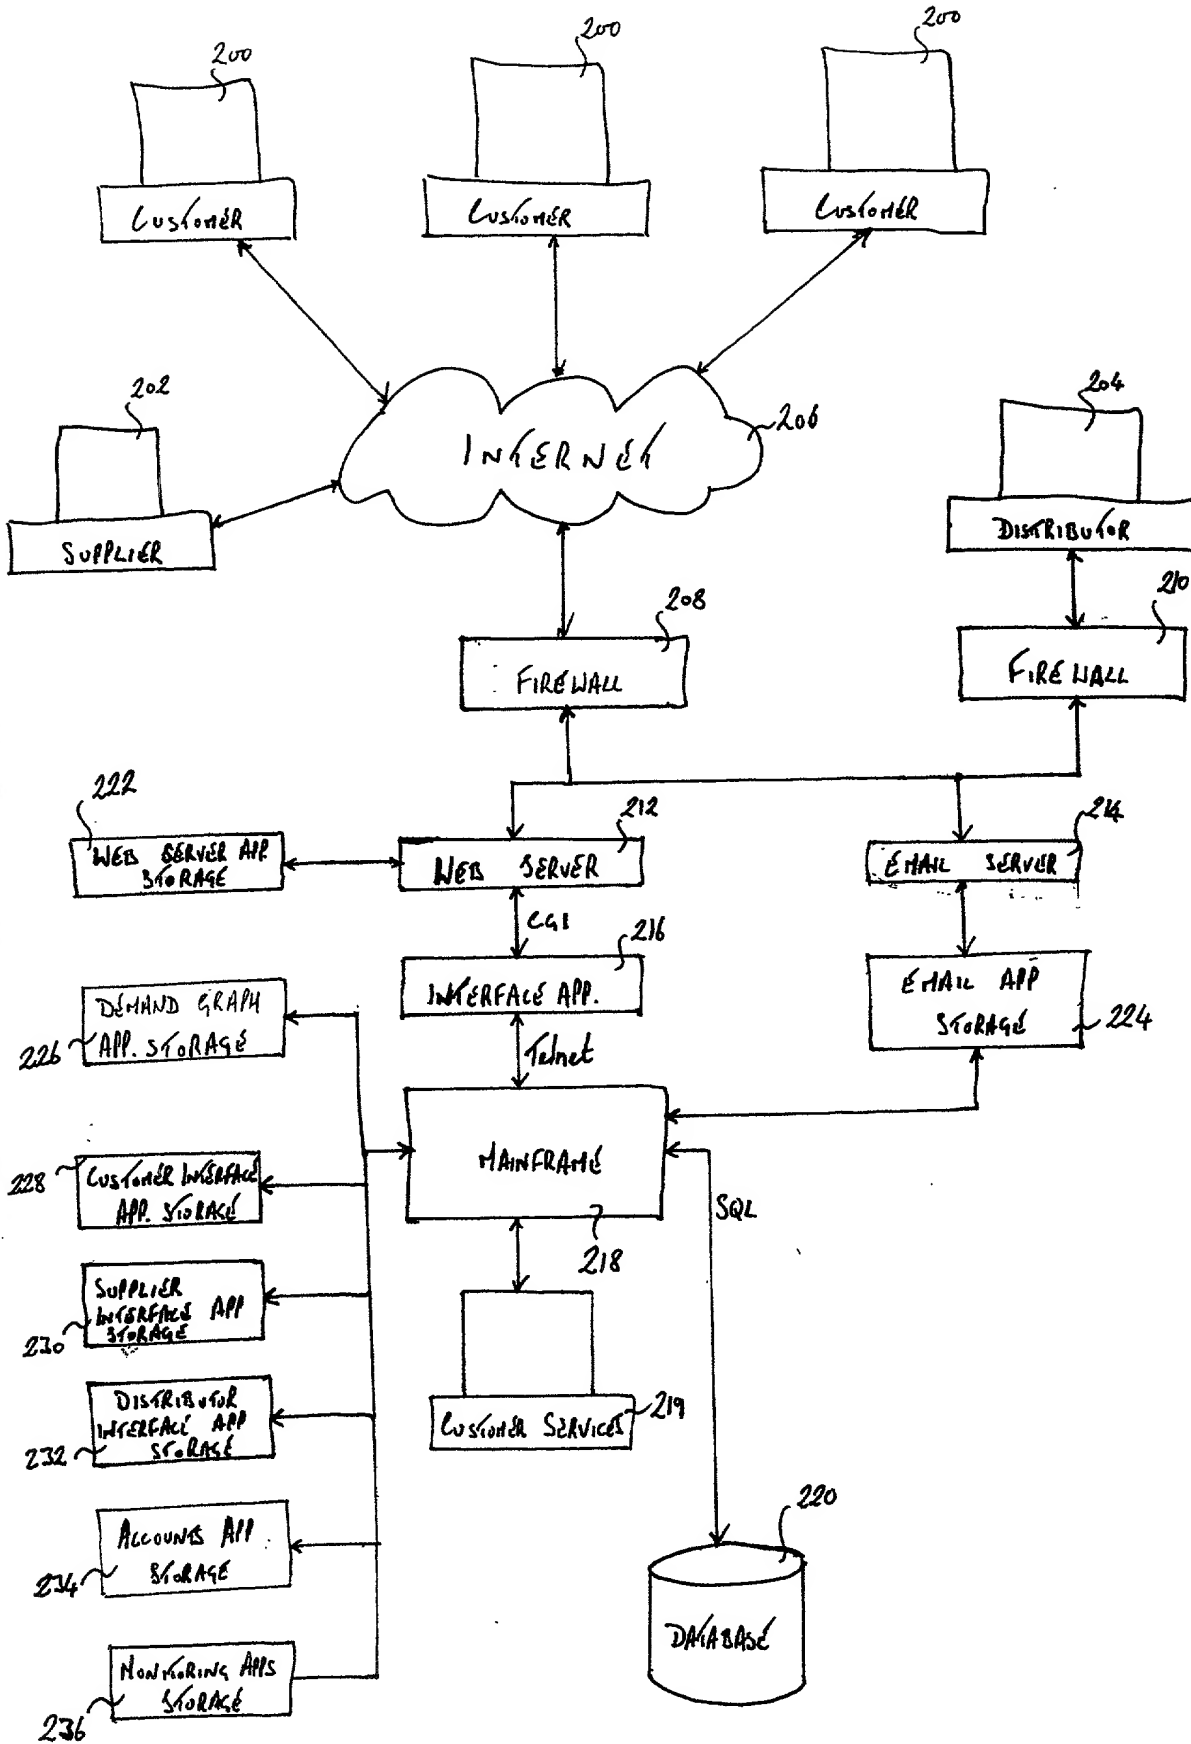 200
200
200
CUSTOMER
CUSTOMER
CUSTOMER
202
204
206
INTERNET
SUPPLIER
DISTRIBUTOR
208
210
FIREWALL
FIREWALL
222
212
214
WEB SERVER APP.
STORAGE
WEB SERVER
EMAIL SERVER
CGI
216
DEMAND GRAPH
APP. STORAGE
226
INTERFACE APP.
EMAIL APP
STORAGE
224
Telnet
228
CUSTOMER INTERFACE
APP. STORAGE
MAINFRAME
SQL
218
SUPPLIER
INTERFACE APP
STORAGE
230
DISTRIBUTOR
INTERFACE APP
STORAGE
232
CUSTOMER SERVICES
219
220
ACCOUNTS APP
STORAGE
234
DATABASE
MONITORING APPS
STORAGE
236